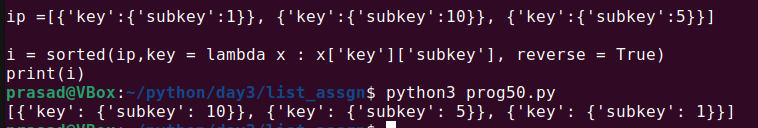 ip =[{'key':{'subkey':1}}, {'key':{'subkey':10}}, {'key':{'subkey':5}}]
i = sorted(ip,key = lambda x : x['key']['subkey'], reverse = True)
print(i)
prasad@VBox:~/python/day3/list_assgn$ python3 prog50.py
[{'key': {'subkey': 10}}, {'key': {'subkey': 5}}, {'key': {'subkey': 1}}]